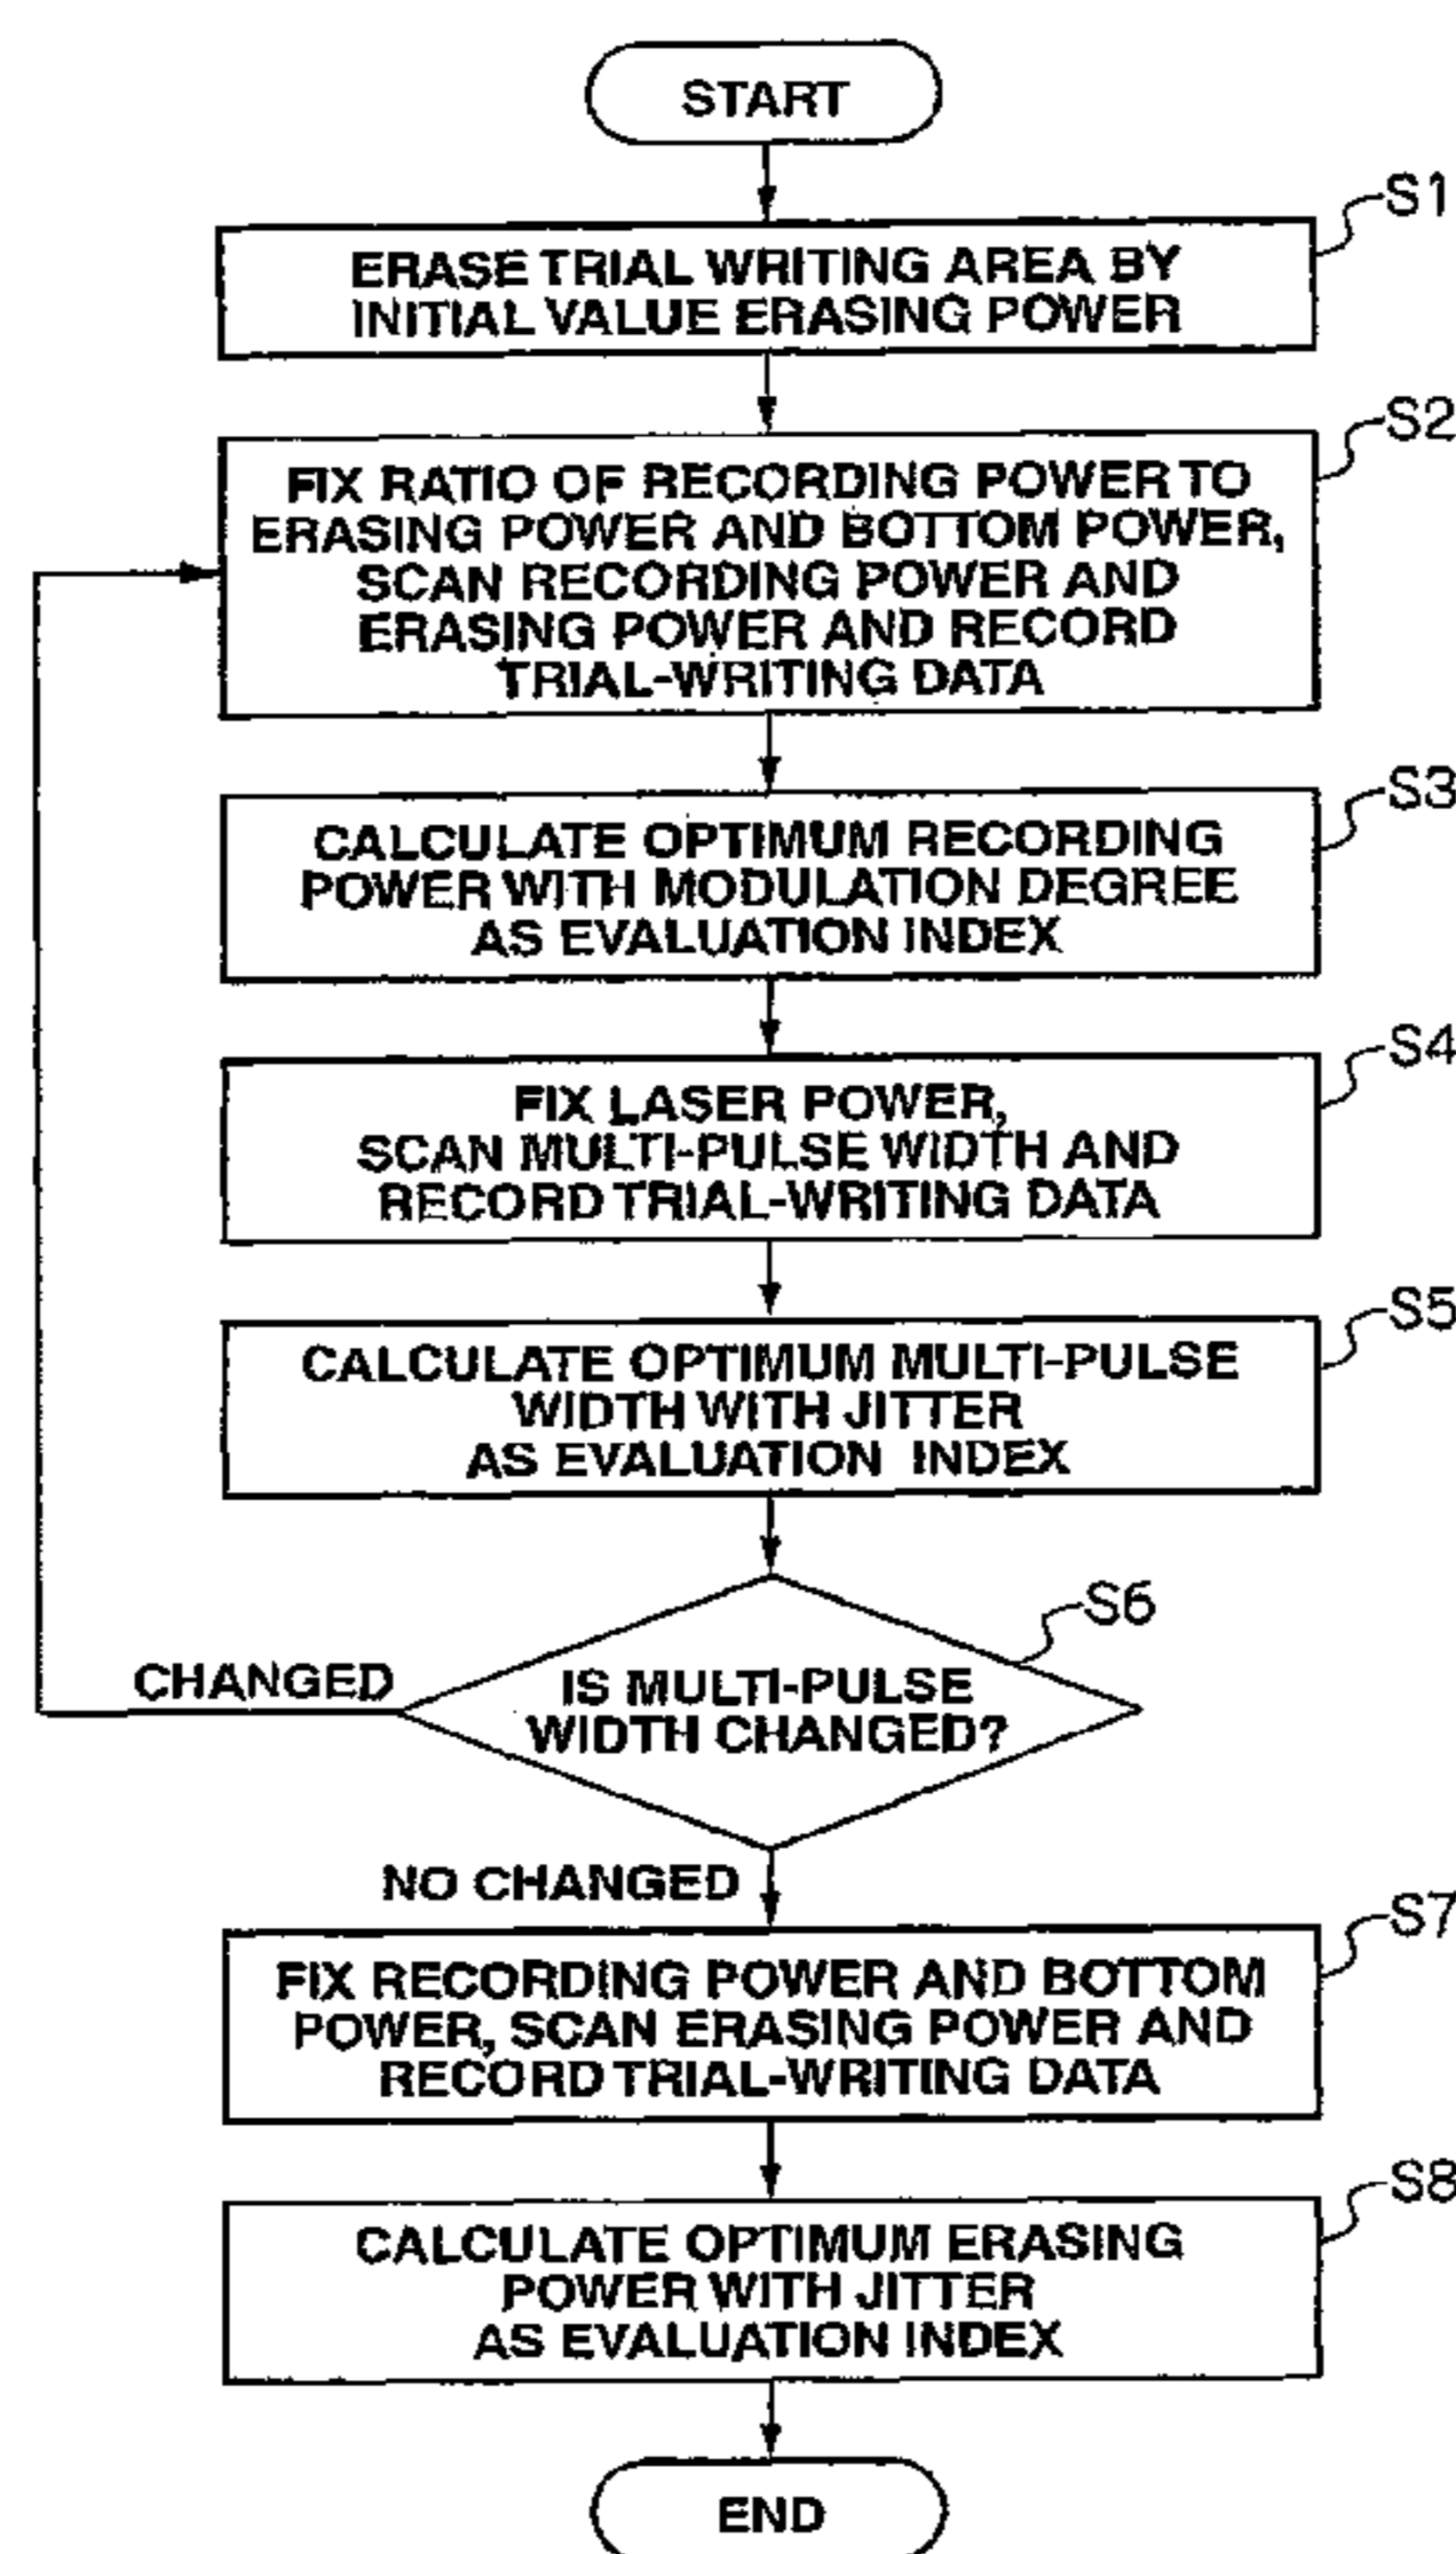 START
S1
ERASE TRIAL WRITING AREA BY
INITIAL VALUE ERASING POWER
S2
FIX RATIO OF RECORDING POWER TO
ERASING POWER AND BOTTOM POWER,
SCAN RECORDING POWER AND
ERASING POWER AND RECORD
TRIAL-WRITING DATA
S3
CALCULATE OPTIMUM RECORDING
POWER WITH MODULATION DEGREE
AS EVALUATION INDEX
S4
FIX LASER POWER,
SCAN MULTI-PULSE WIDTH AND
RECORD TRIAL-WRITING DATA
S5
CALCULATE OPTIMUM MULTI-PULSE
WIDTH WITH JITTER
AS EVALUATION INDEX
S6
CHANGED
IS MULTI-PULSE
WIDTH CHANGED?
NO CHANGED
S7
FIX RECORDING POWER AND BOTTOM
POWER, SCAN ERASING POWER AND
RECORD TRIAL-WRITING DATA
S8
CALCULATE OPTIMUM ERASING
POWER WITH JITTER
AS EVALUATION INDEX
END